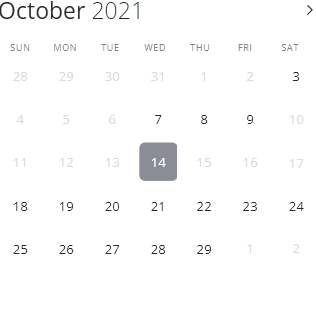 October 2021
SUN MON TUE WED THU FRI SAT
28 29 30 31 1 2 3
4 5 6 7 8 9 10
11 12 13 14 15 16 17
18 19 20 21 22 23 24
25 26 27 28 29 1 2